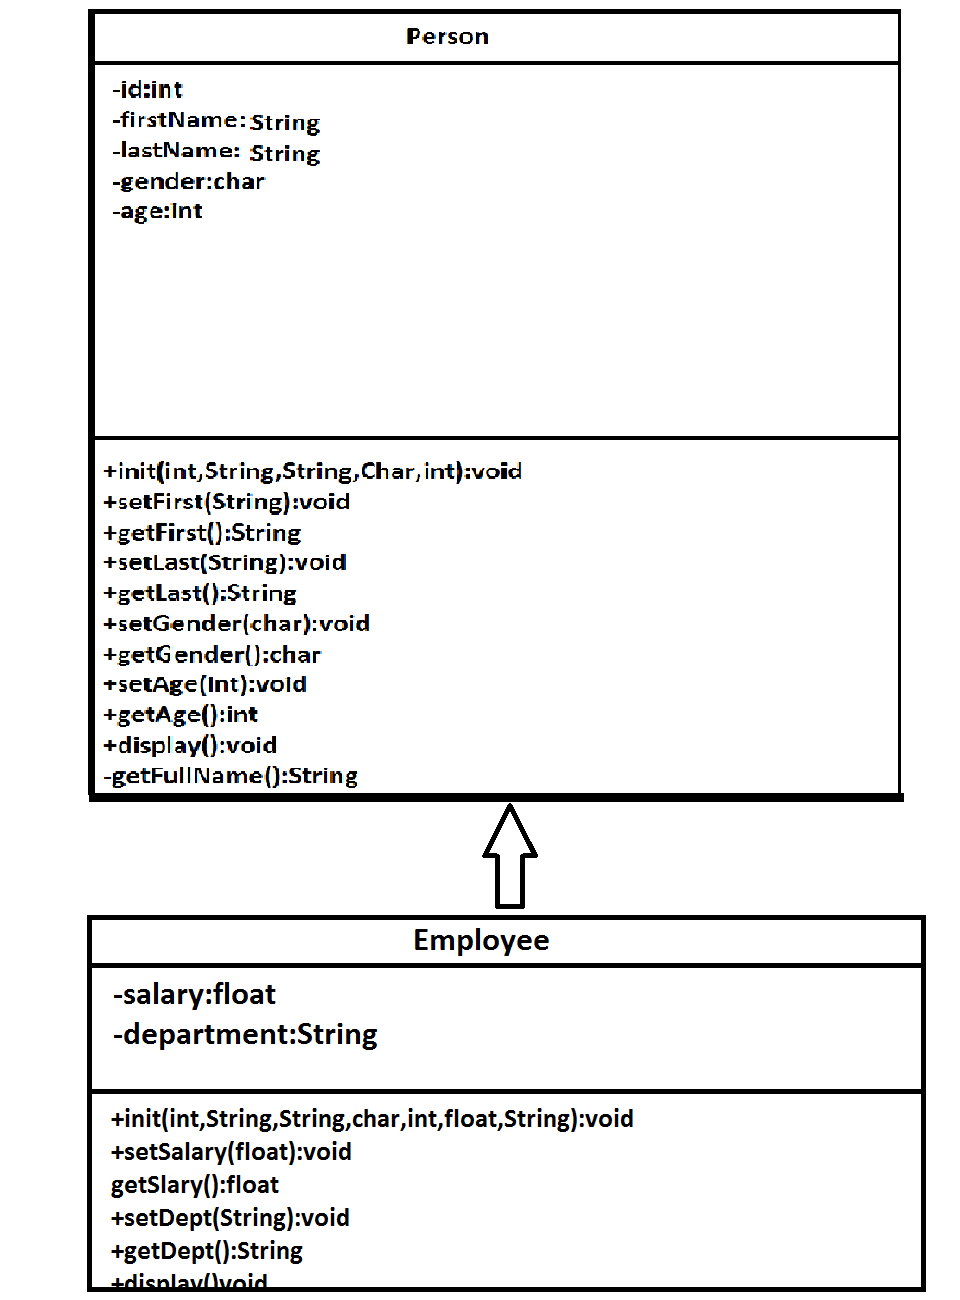 Person
-id:int
-firstName: String
-lastName: String
-gender:char
-age:int
+init(int,String,String,Char,int):void
+setFirst(String):void
+getFirst():String
+setLast(String):void
+getLast():String
+setGender(char):void
+getGender():char
+setAge(int):void
+getAge():int
+display():void
-getFullName():String
Employee
-salary:float
-department:String
+init(int,String,String,char,int,float,String):void
+setSalary(float):void
getSlary():float
+setDept(String):void
+getDept():String
+display()void